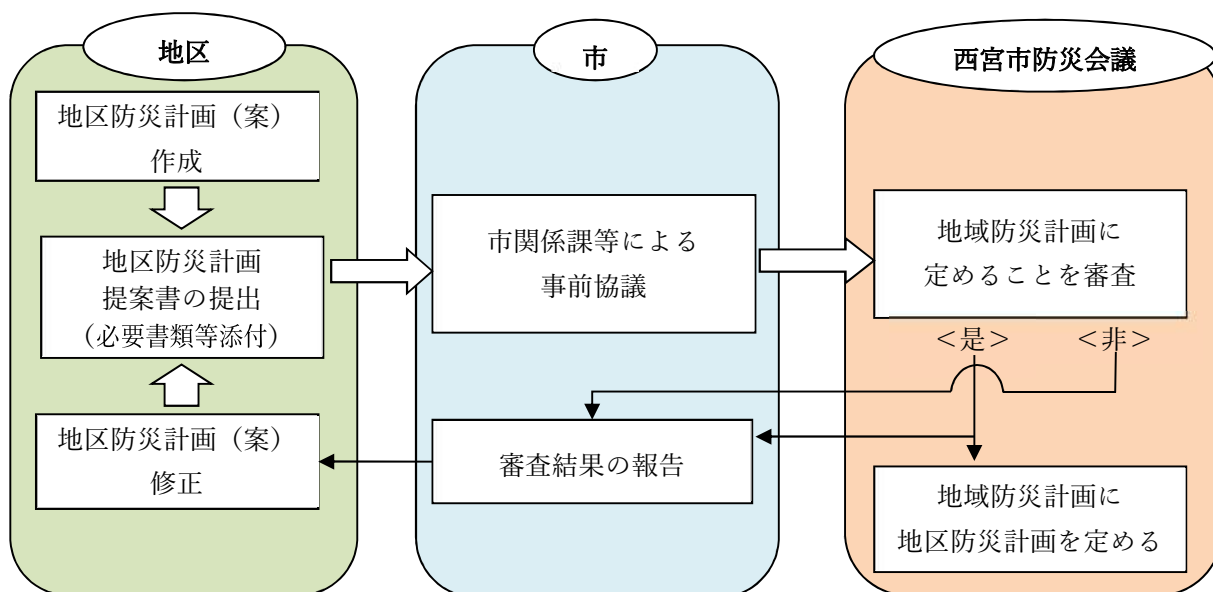 地区
地区防災計画（案）
作成
地区防災計画
提案書の提出
（必要書類等添付）
地区防災計画（案）
修正
市
市関係課等による
事前協議
審査結果の報告
西宮市防災会議
地域防災計画に
定めることを審査
＜是＞ ＜非＞
地域防災計画に
地区防災計画を定める